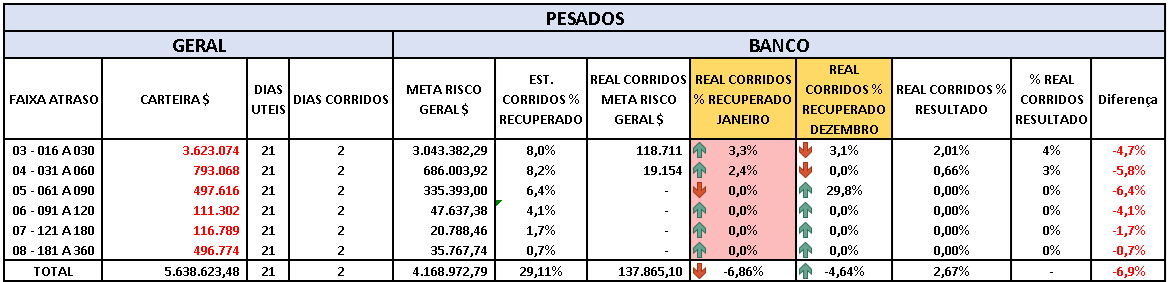 PESADOS
GERAL BANCO
FAIXA ATRASO CARTEIRA $ DIAS UTEIS DIAS CORRIDOS META RISCO GERAL $ EST. CORRIDOS % RECUPERADO REAL CORRIDOS META RISCO GERAL $ REAL CORRIDOS % RECUPERADO JANEIRO REAL CORRIDOS % RECUPERADO DEZEMBRO REAL CORRIDOS % RESULTADO % REAL CORRIDOS RESULTADO Diferença
03 - 016 A 030 3.623.074 21 2 3.043.382,29 8,0% 118.711 3,3% 3,1% 2,01% 4% -4,7%
04 - 031 A 060 793.068 21 2 686.003,92 8,2% 19.154 2,4% 0,0% 0,66% 3% -5,8%
05 - 061 A 090 497.616 21 2 335.393,00 6,4% - 0,0% 29,8% 0,00% 0% -6,4%
06 - 091 A 120 111.302 21 2 47.637,38 4,1% - 0,0% 0,0% 0,00% 0% -4,1%
07 - 121 A 180 116.789 21 2 20.788,46 1,7% - 0,0% 0,0% 0,00% 0% -1,7%
08 - 181 A 360 496.774 21 2 35.767,74 0,7% - 0,0% 0,0% 0,00% 0% -0,7%
TOTAL 5.638.623,48 21 2 4.168.972,79 29,11% 137.865,10 -6,86% -4,64% 2,67% - -6,9%